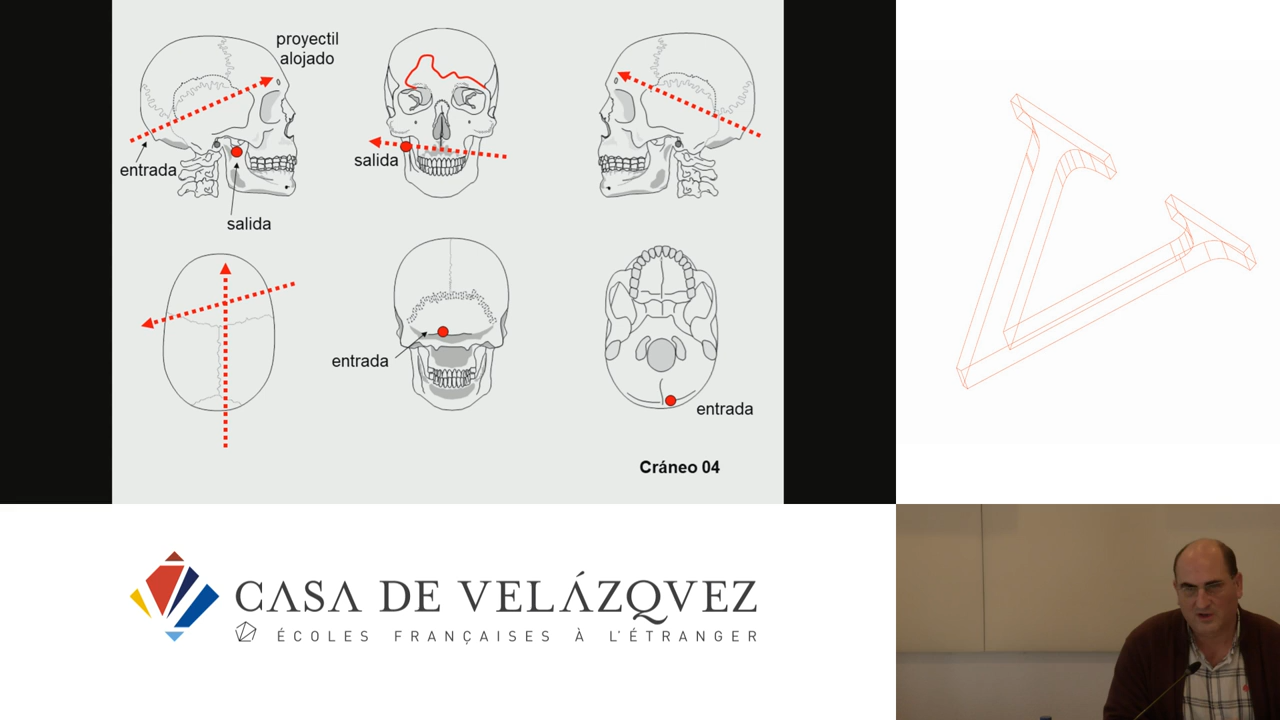 proyectil
alojado
entrada
salida
salida
entrada
entrada
Cráneo 04
CASA DE VELÁZQVEZ
ÉCOLES FRANÇAISES À L'ÉTRANGER